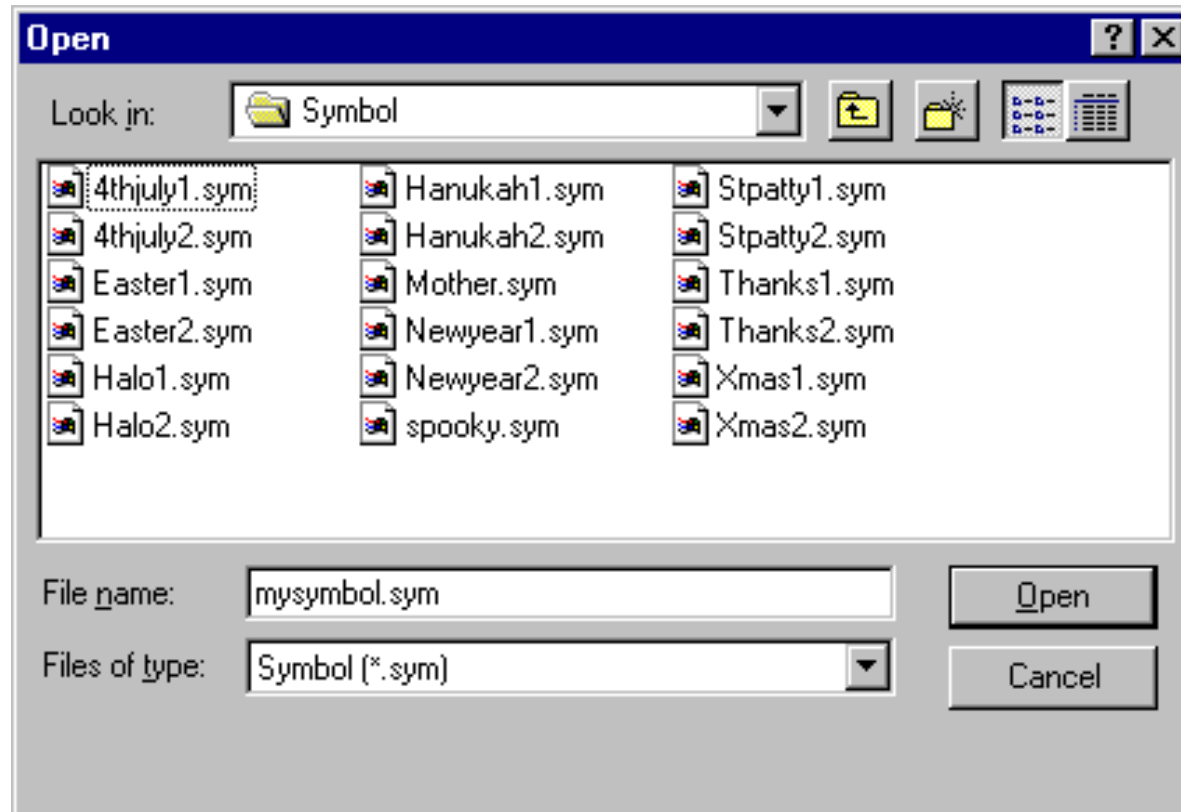 Open
Look in: Symbol
4thjuly1.sym Hanukah1.sym Stpatty1.sym
4thjuly2.sym Hanukah2.sym Stpatty2.sym
Easter1.sym Mother.sym Thanks1.sym
Easter2.sym Newyear1.sym Thanks2.sym
Halo1.sym Newyear2.sym Xmas1.sym
Halo2.sym spooky.sym Xmas2.sym
File name: mysymbol.sym Open
Files of type: Symbol (*.sym) Cancel